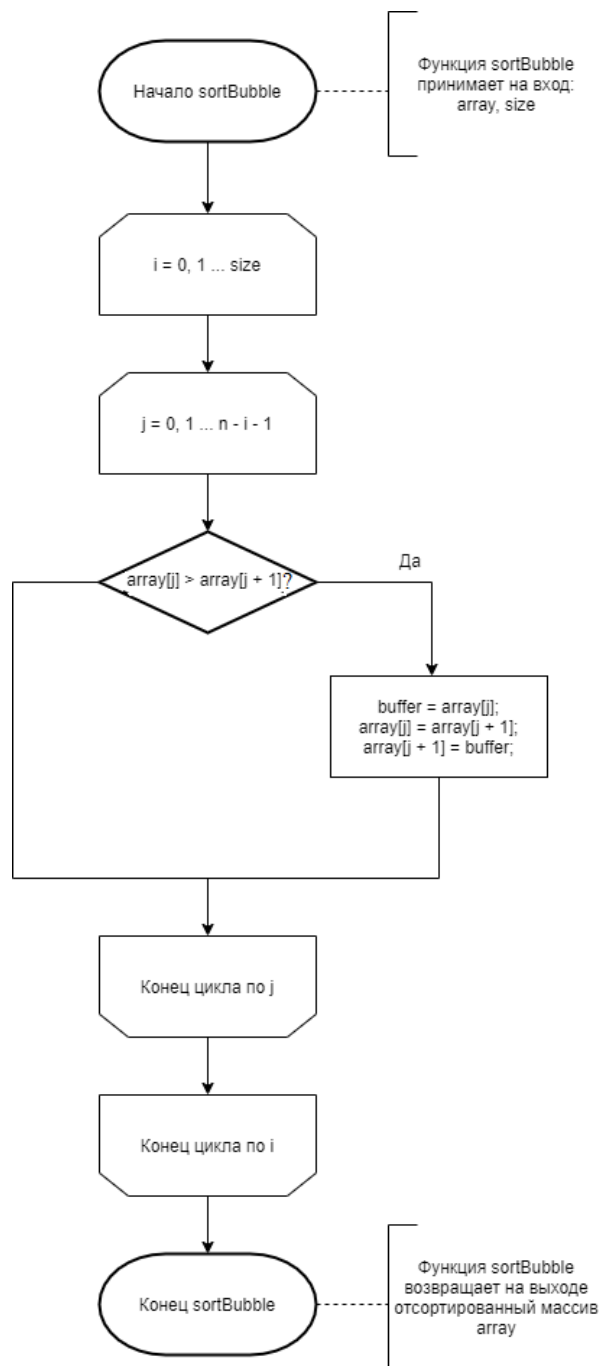 Начало sortBubble
Функция sortBubble
принимает на вход:
array, size
i = 0, 1 ... size
j = 0, 1 ... n - i - 1
array[j] > array[j + 1]?
Да
buffer = array[j];
array[j] = array[j + 1];
array[j + 1] = buffer;
Конец цикла по j
Конец цикла по i
Конец sortBubble
Функция sortBubble
возвращает на выходе
отсортированный массив
array